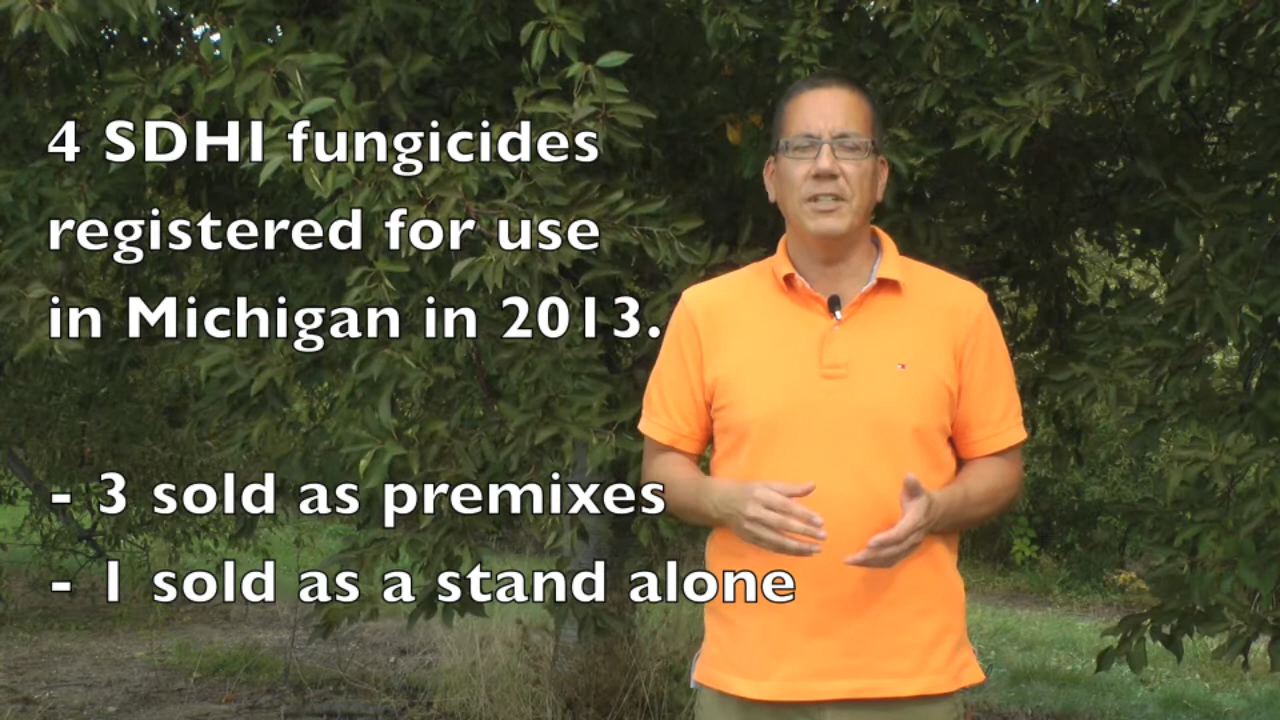 4 SDHI fungicides
registered for use
in Michigan in 2013.
- 3 sold as premixes
- 1 sold as a stand alone